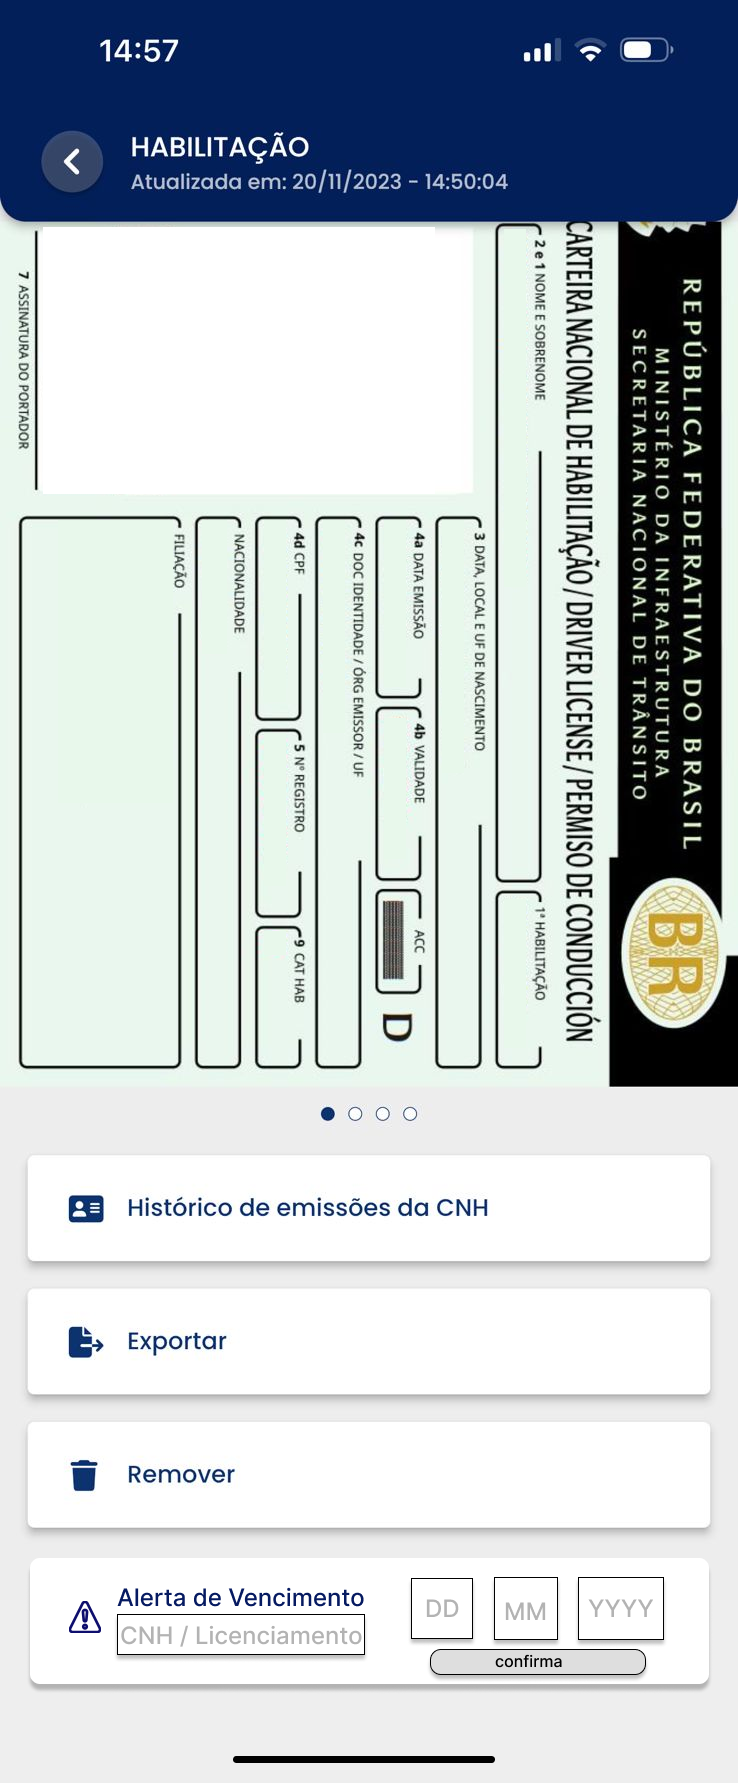 14:57
HABILITAÇÃO
Atualizada em: 20/11/2023 - 14:50:04
REPÚBLICA FEDERATIVA DO BRASIL
MINISTÉRIO DA INFRAESTRUTURA
SECRETARIA NACIONAL DE TRÂNSITO
BR
CARTEIRA NACIONAL DE HABILITAÇÃO / DRIVER LICENSE / PERMISO DE CONDUCCIÓN
2 e 1 NOME E SOBRENOME
1ª HABILITAÇÃO
3 DATA, LOCAL E UF DE NASCIMENTO
4a DATA EMISSÃO
4b VALIDADE
ACC
D
4c DOC IDENTIDADE / ÓRG EMISSOR / UF
4d CPF
5 Nº REGISTRO
9 CAT HAB
NACIONALIDADE
FILIAÇÃO
7 ASSINATURA DO PORTADOR
Histórico de emissões da CNH
Exportar
Remover
Alerta de Vencimento
CNH / Licenciamento
DD
MM
YYYY
confirma